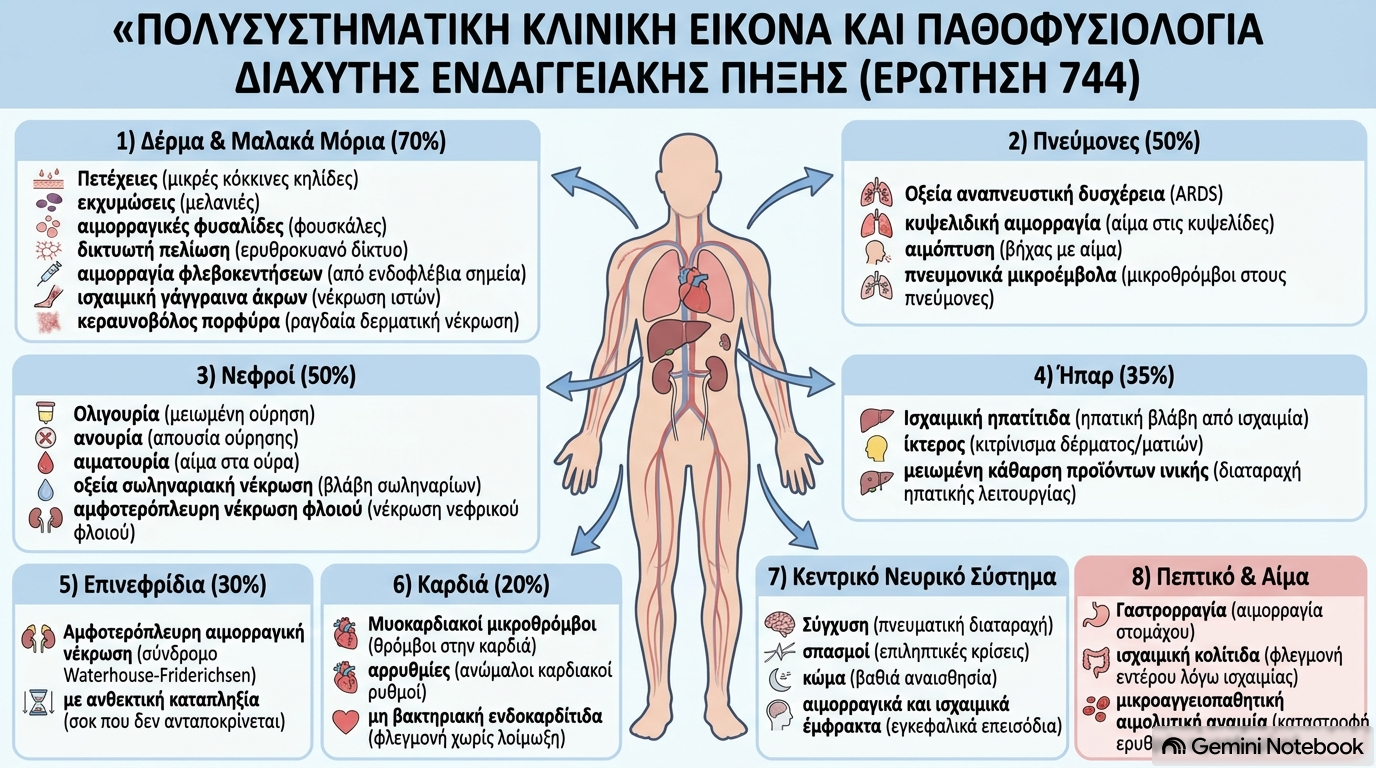 «ΠΟΛΥΣΥΣΤΗΜΑΤΙΚΗ ΚΛΙΝΙΚΗ ΕΙΚΟΝΑ ΚΑΙ ΠΑΘΟΦΥΣΙΟΛΟΓΙΑ
ΔΙΑΧΥΤΗΣ ΕΝΔΑΓΓΕΙΑΚΗΣ ΠΗΞΗΣ (ΕΡΩΤΗΣΗ 744)
1) Δέρμα & Μαλακά Μόρια (70%)
Πετέχειες (μικρές κόκκινες κηλίδες)
εκχυμώσεις (μελανιές)
αιμορραγικές φυσαλίδες (φουσκάλες)
δικτυωτή πελίωση (ερυθροκυανό δίκτυο)
αιμορραγία φλεβοκεντήσεων (από ενδοφλέβια σημεία)
ισχαιμική γάγγραινα άκρων (νέκρωση ιστών)
κεραυνοβόλος πορφύρα (ραγδαία δερματική νέκρωση)
2) Πνεύμονες (50%)
Οξεία αναπνευστική δυσχέρεια (ARDS)
κυψελιδική αιμορραγία (αίμα στις κυψελίδες)
αιμόπτυση (βήχας με αίμα)
πνευμονικά μικροέμβολα (μικροθρόμβοι στους
πνεύμονες)
3) Νεφροί (50%)
Ολιγουρία (μειωμένη ούρηση)
ανουρία (απουσία ούρησης)
αιματουρία (αίμα στα ούρα)
οξεία σωληναριακή νέκρωση (βλάβη σωληναρίων)
αμφοτερόπλευρη νέκρωση φλοιού (νέκρωση νεφρικού
φλοιού)
4) Ήπαρ (35%)
Ισχαιμική ηπατίτιδα (ηπατική βλάβη από ισχαιμία)
ίκτερος (κιτρίνισμα δέρματος/ματιών)
μειωμένη κάθαρση προϊόντων ινικής (διαταραχή
ηπατικής λειτουργίας)
5) Επινεφρίδια (30%)
Αμφοτερόπλευρη αιμορραγική
νέκρωση (σύνδρομο
Waterhouse-Friderichsen)
με ανθεκτική καταπληξία
(σοκ που δεν ανταποκρίνεται)
6) Καρδιά (20%)
Μυοκαρδιακοί μικροθρόμβοι
(θρόμβοι στην καρδιά)
αρρυθμίες (ανώμαλοι καρδιακοί
ρυθμοί)
μη βακτηριακή ενδοκαρδίτιδα
(φλεγμονή χωρίς λοίμωξη)
7) Κεντρικό Νευρικό Σύστημα
Σύγχυση (πνευματική διαταραχή)
σπασμοί (επιληπτικές κρίσεις)
κώμα (βαθιά αναισθησία)
αιμορραγικά και ισχαιμικά
έμφρακτα (εγκεφαλικά επεισόδια)
8) Πεπτικό & Αίμα
Γαστρορραγία (αιμορραγία
στομάχου)
ισχαιμική κολίτιδα (φλεγμονή
εντέρου λόγω ισχαιμίας)
μικροαγγειοπαθητική
αιμολυτική αναιμία (καταστροφή
Gemini Notebook